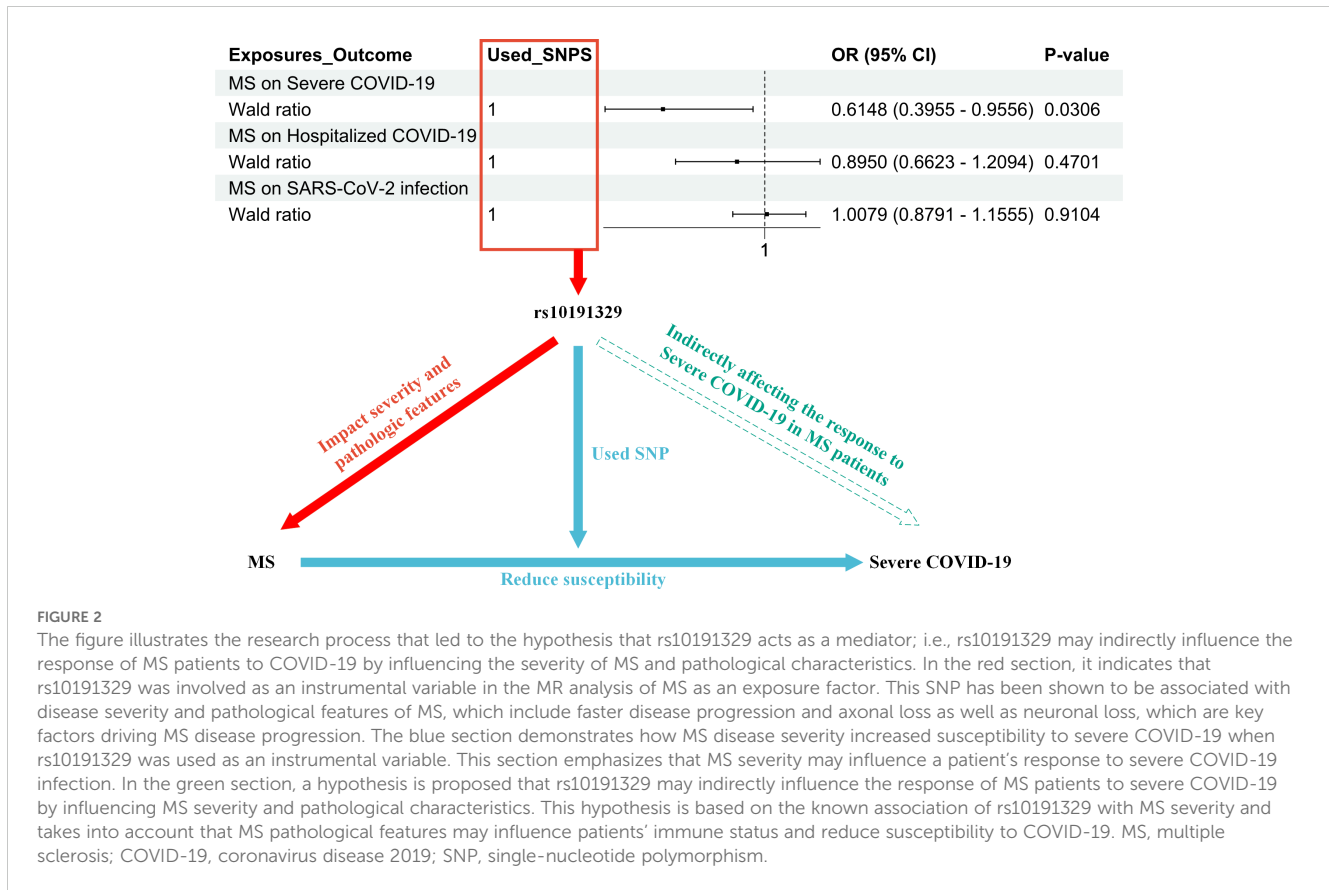 Exposures_Outcome Used_SNPS OR (95% CI) P-value
MS on Severe COVID-19
Wald ratio 1 0.6148 (0.3955 - 0.9556) 0.0306
MS on Hospitalized COVID-19
Wald ratio 1 0.8950 (0.6623 - 1.2094) 0.4701
MS on SARS-CoV-2 infection
Wald ratio 1 1.0079 (0.8791 - 1.1555) 0.9104
1
rs10191329
Impact severity and
pathologic features
Used SNP
Indirectly affecting the response to
Severe COVID-19 in MS patients
MS
Severe COVID-19
Reduce susceptibility
FIGURE 2
The figure illustrates the research process that led to the hypothesis that rs10191329 acts as a mediator; i.e., rs10191329 may indirectly influence the
response of MS patients to COVID-19 by influencing the severity of MS and pathological characteristics. In the red section, it indicates that
rs10191329 was involved as an instrumental variable in the MR analysis of MS as an exposure factor. This SNP has been shown to be associated with
disease severity and pathological features of MS, which include faster disease progression and axonal loss as well as neuronal loss, which are key
factors driving MS disease progression. The blue section demonstrates how MS disease severity increased susceptibility to severe COVID-19 when
rs10191329 was used as an instrumental variable. This section emphasizes that MS severity may influence a patient's response to severe COVID-19
infection. In the green section, a hypothesis is proposed that rs10191329 may indirectly influence the response of MS patients to severe COVID-19
by influencing MS severity and pathological characteristics. This hypothesis is based on the known association of rs10191329 with MS severity and
takes into account that MS pathological features may influence patients' immune status and reduce susceptibility to COVID-19. MS, multiple
sclerosis; COVID-19, coronavirus disease 2019; SNP, single-nucleotide polymorphism.